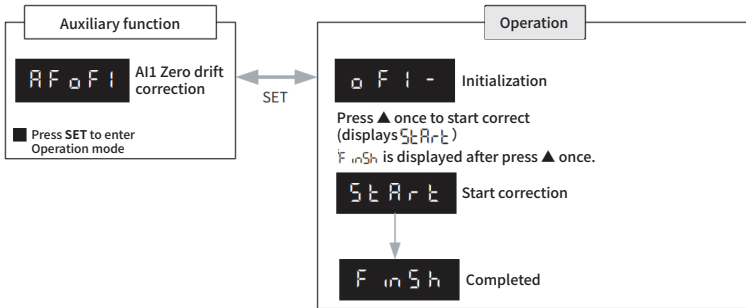 Auxiliary function
Operation
AFoF1
AI1 Zero drift
correction
SET
Press SET to enter
Operation mode
oF1-
Initialization
Press ▲ once to start correct
(displays StArt)
FinSh is displayed after press ▲ once.
StArt
Start correction
FinSh
Completed